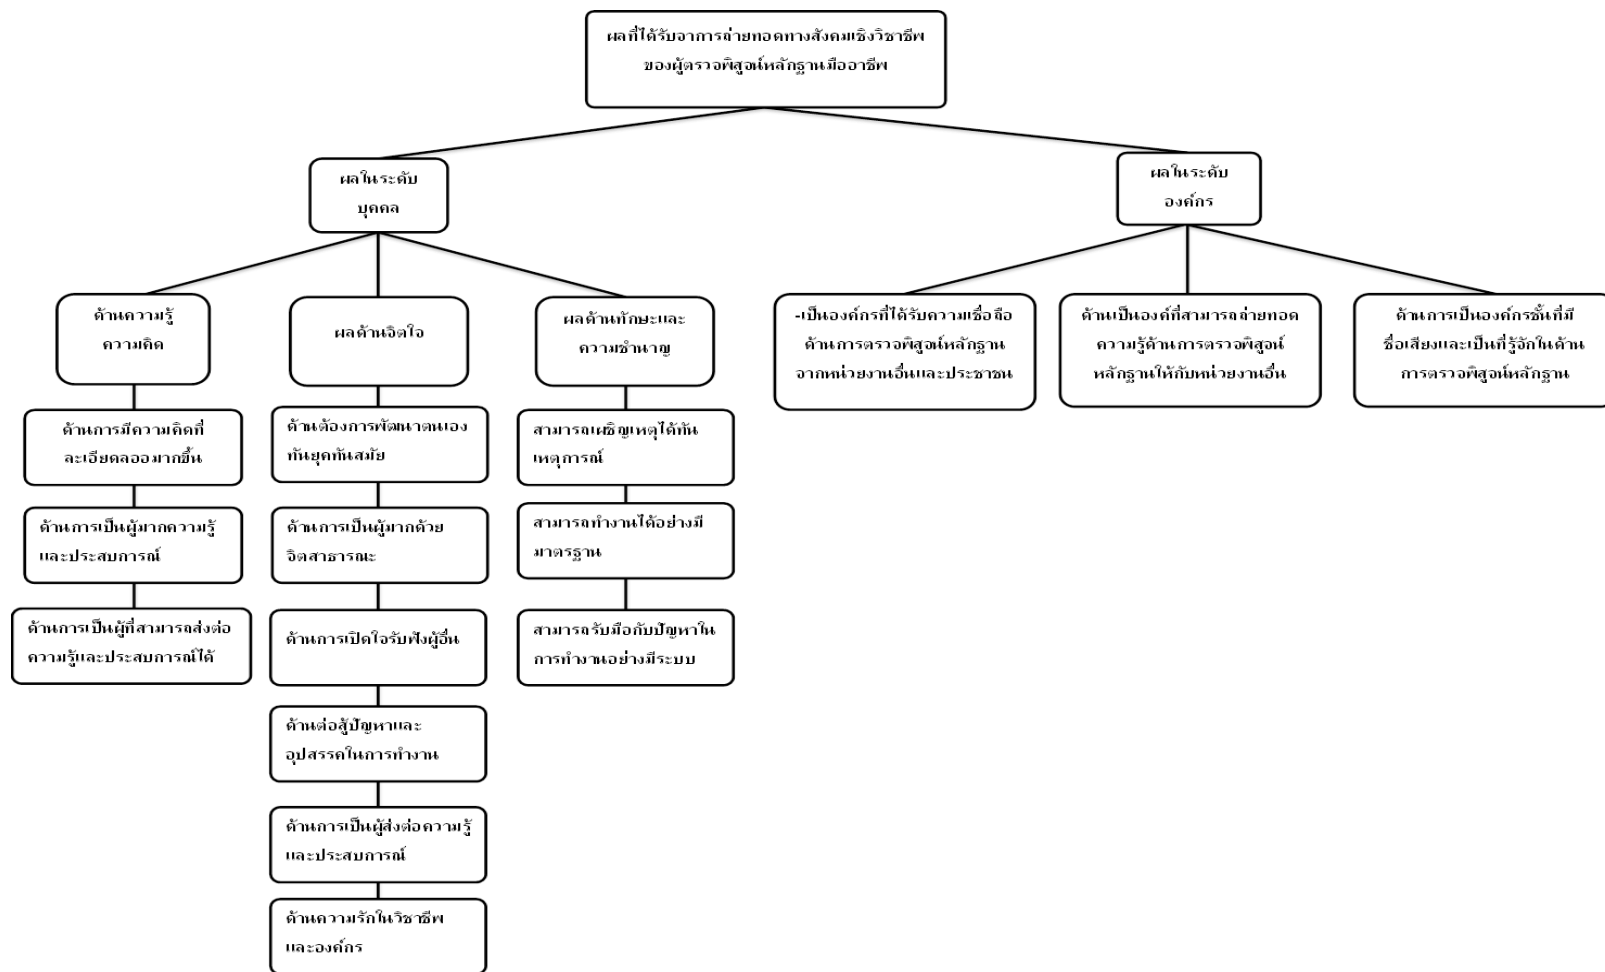 ผลที่ได้รับจาการถ่ายทอดทางสังคมเชิงวิชาชีพ
ของผู้ตรวจพิสูจน์หลักฐานมืออาชีพ
ผลในระดับ
บุคคล
ผลในระดับ
องค์กร
ด้านความรู้
ความคิด
ผลด้านจิตใจ
ผลด้านทักษะและ
ความชำนาญ
-เป็นองค์กรที่ได้รับความเชื่อถือ
ด้านการตรวจพิสูจน์หลักฐาน
จากหน่วยงานอื่นและประชาชน
ด้านเป็นองค์ที่สามารถถ่ายทอด
ความรู้ด้านการตรวจพิสูจน์
หลักฐานให้กับหน่วยงานอื่น
ด้านการเป็นองค์กรชั้นที่มี
ชื่อเสียงและเป็นที่รู้จักในด้าน
การตรวจพิสูจน์หลักฐาน
ด้านการมีความคิดที่
ละเอียดลออมากขึ้น
ด้านการเป็นผู้มากความรู้
และประสบการณ์
ด้านการเป็นผู้ที่สามารถส่งต่อ
ความรู้และประสบการณ์ได้
ด้านต้องการพัฒนาตนเอง
ทันยุคทันสมัย
ด้านการเป็นผู้มากด้วย
จิตสาธารณะ
ด้านการเปิดใจรับฟังผู้อื่น
ด้านต่อสู้ปัญหาและ
อุปสรรคในการทำงาน
ด้านการเป็นผู้ส่งต่อความรู้
และประสบการณ์
ด้านความรักในวิชาชีพ
และองค์กร
สามารถเผชิญเหตุได้ทัน
เหตุการณ์
สามารถทำงานได้อย่างมี
มาตรฐาน
สามารถรับมือกับปัญหาใน
การทำงานอย่างมีระบบ